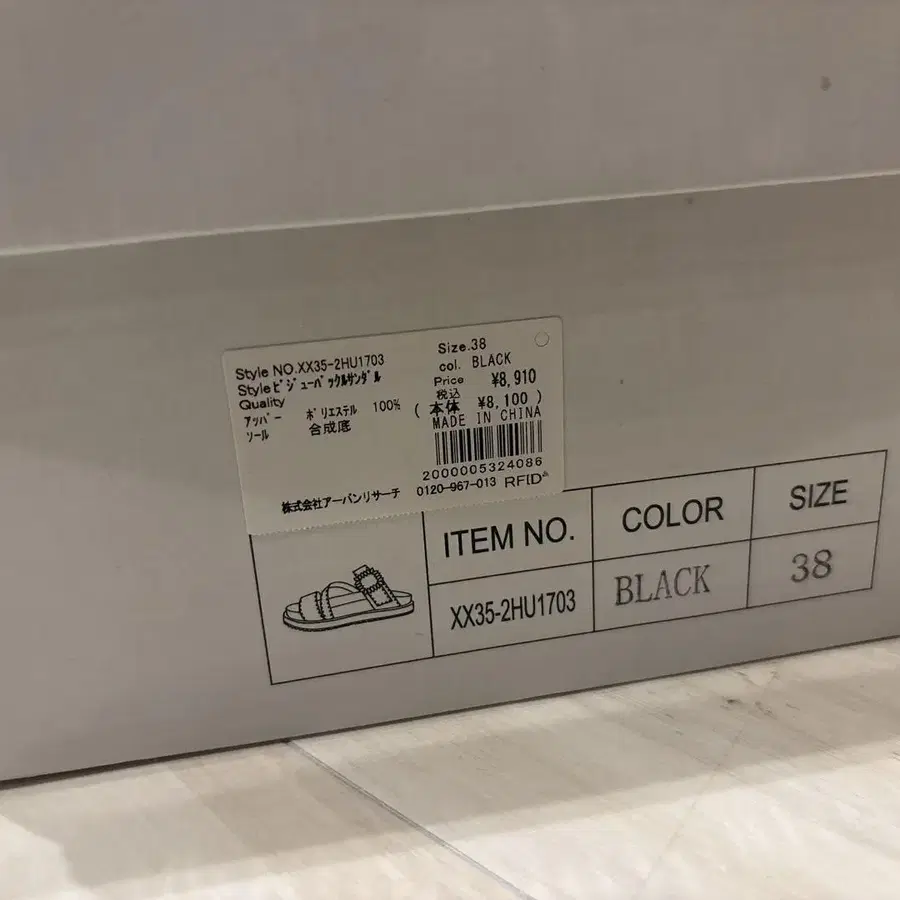 Style NO.XX35-2HU1703
Size.38
Styleビジューバックルサンダル
col. BLACK
Quality
Price ¥8,910
税込
アッパー ポリエステル 100%
(本体 ¥8,100)
ソール 合成底
MADE IN CHINA
2000005324086
株式会社アーバンリサーチ
0120-967-013 RFID
ITEM NO. COLOR SIZE
XX35-2HU1703 BLACK 38